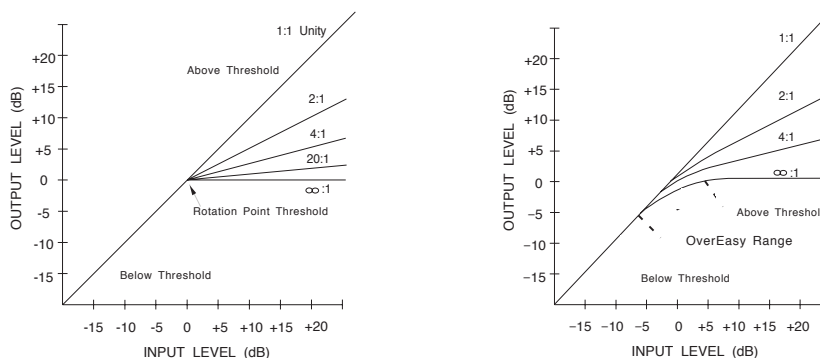 1:1 Unity
+20
Above Threshold
+15
2:1
+10
4:1
+5
20:1
0
∞:1
-5
Rotation Point Threshold
-10
-15
Below Threshold
OUTPUT LEVEL (dB)
-15 -10 -5 0 +5 +10 +15 +20
INPUT LEVEL (dB)
1:1
+20
+15
2:1
+10
4:1
+5
∞:1
0
Above Threshold
−5
OverEasy Range
−10
Below Threshold
-15
OUTPUT LEVEL (dB)
−15 −10 −5 0 +5 +10 +15 +20
INPUT LEVEL (dB)